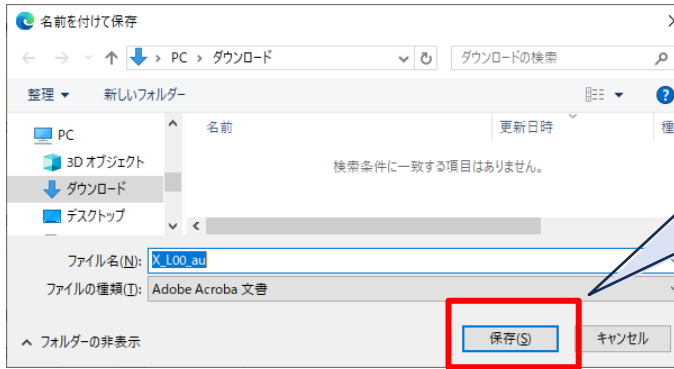 名前を付けて保存
PC > ダウンロード
ダウンロードの検索
整理 新しいフォルダー
名前 更新日時 種
PC
3D オブジェクト
ダウンロード
デスクトップ
検索条件に一致する項目はありません。
ファイル名(N): X_L00_au
ファイルの種類(T): Adobe Acroba 文書
フォルダーの非表示
保存(S) キャンセル